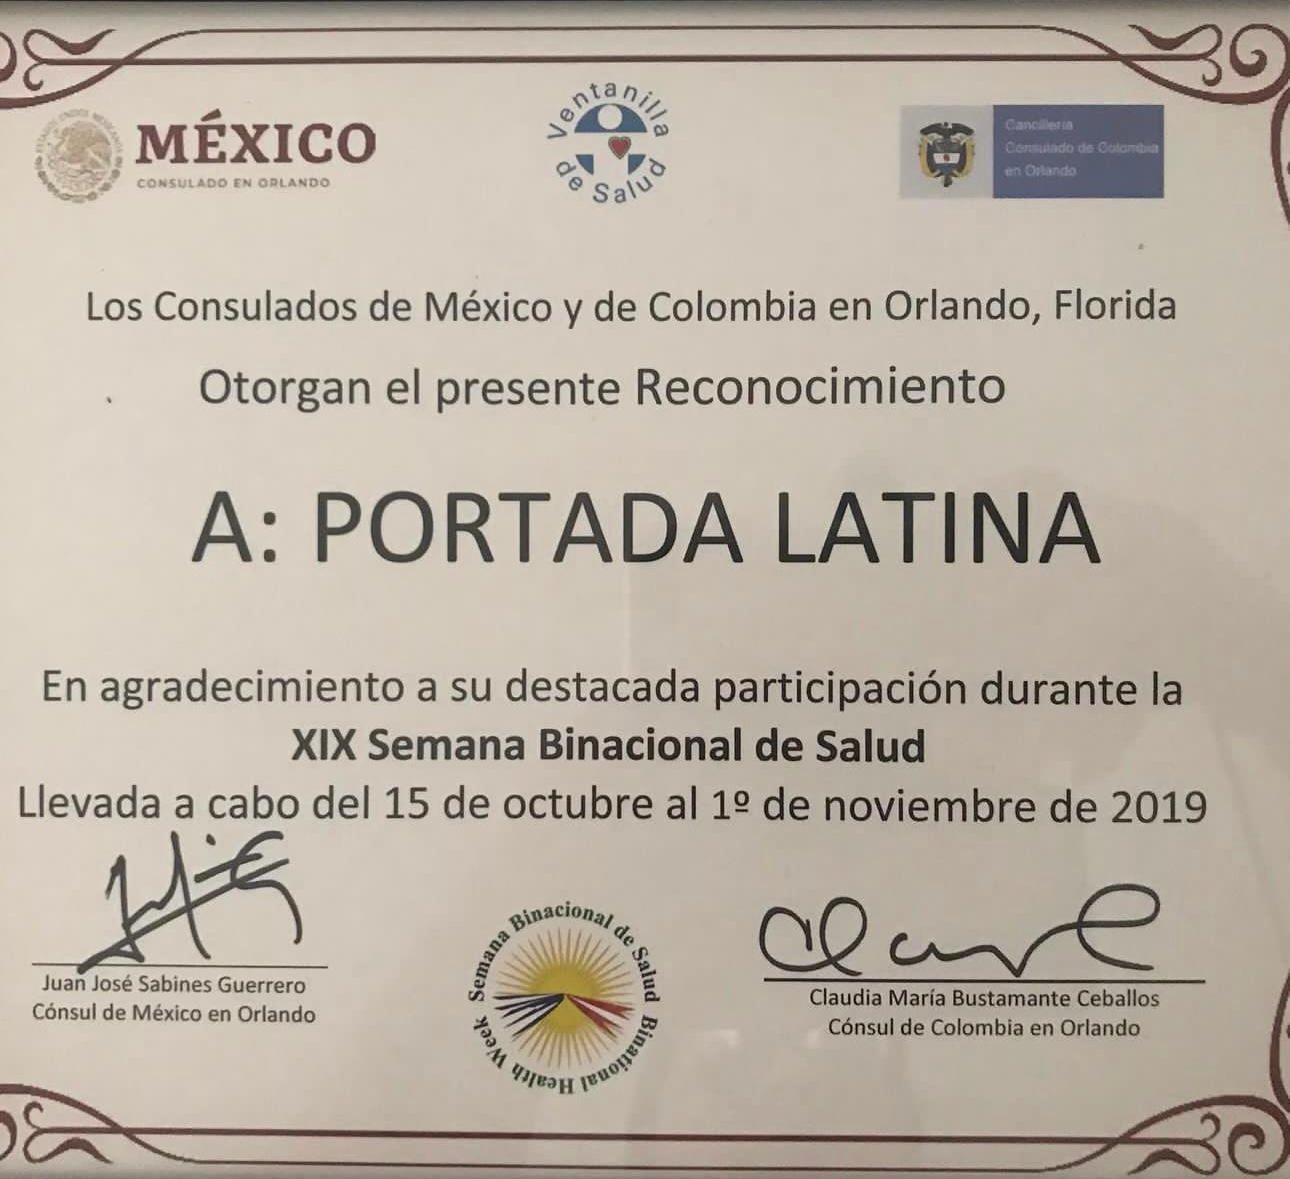 MÉXICO
CONSULADO EN ORLANDO
Ventanilla
de Salud
Cancillería
Consulado de Colombia
en Orlando
Los Consulados de México y de Colombia en Orlando, Florida
Otorgan el presente Reconocimiento
A: PORTADA LATINA
En agradecimiento a su destacada participación durante la
XIX Semana Binacional de Salud
Llevada a cabo del 15 de octubre al 1º de noviembre de 2019
Juan José Sabines Guerrero
Cónsul de México en Orlando
Semana Binacional de Salud
Binational Health Week
Claudia María Bustamante Ceballos
Cónsul de Colombia en Orlando